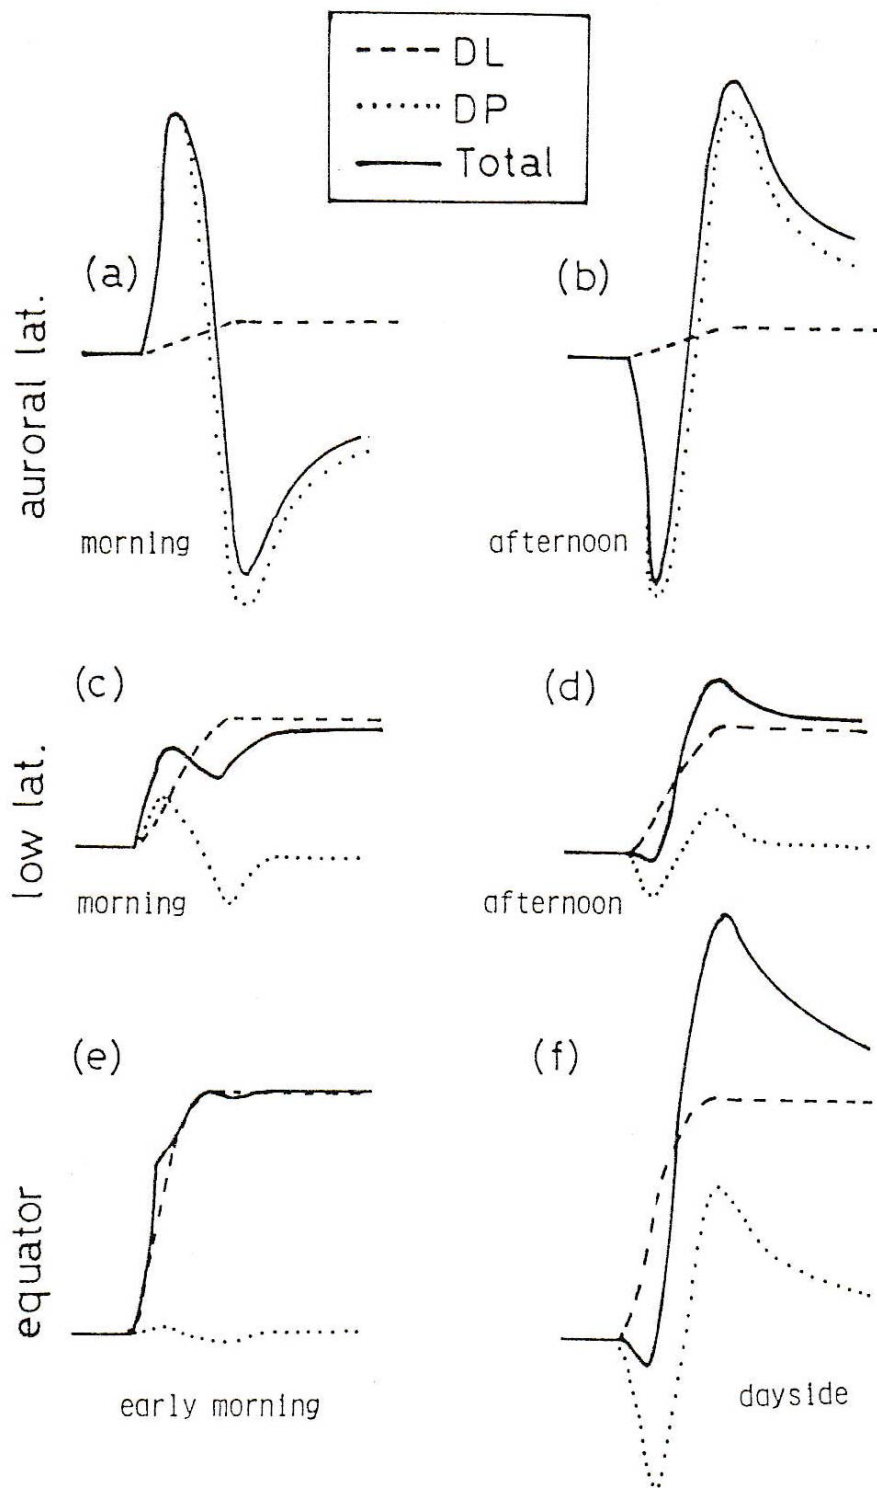 DL
DP
Total
auroral lat.
(a)
(b)
morning
afternoon
low lat.
(c)
(d)
morning
afternoon
equator
(e)
(f)
early morning
dayside